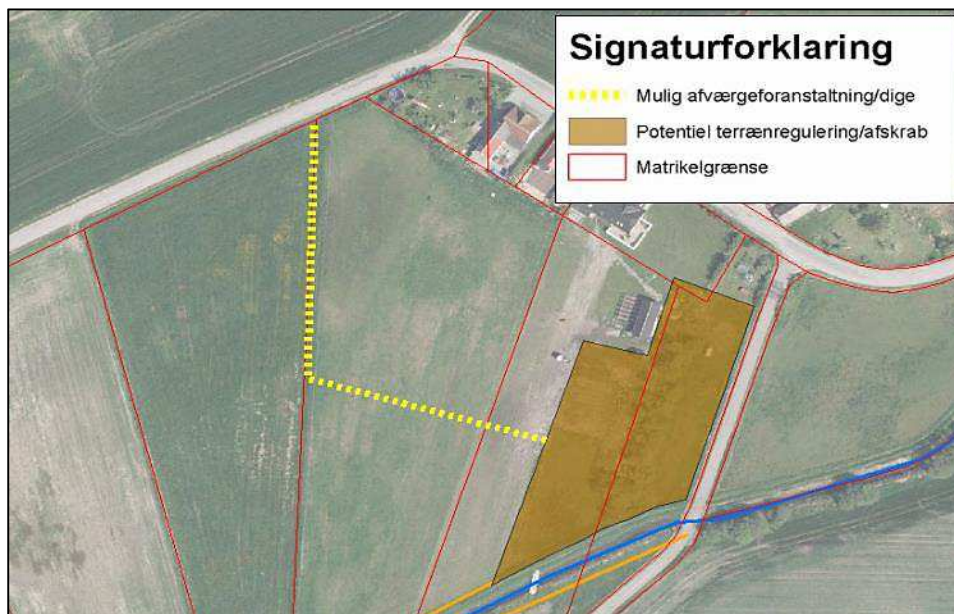 Signaturforklaring
Mulig afværgeforanstaltning/dige
Potentiel terrænregulering/afskrab
Matrikelgrænse